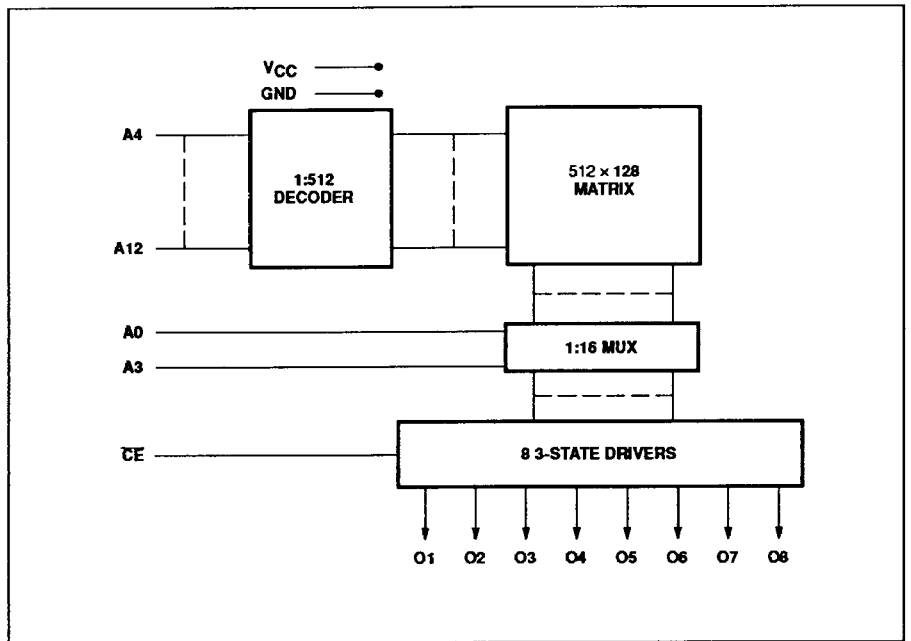 VCC
GND
A4
1:512
DECODER
512 × 128
MATRIX
A12
A0
1:16 MUX
A3
CE
8 3-STATE DRIVERS
O1 O2 O3 O4 O5 O6 O7 O8